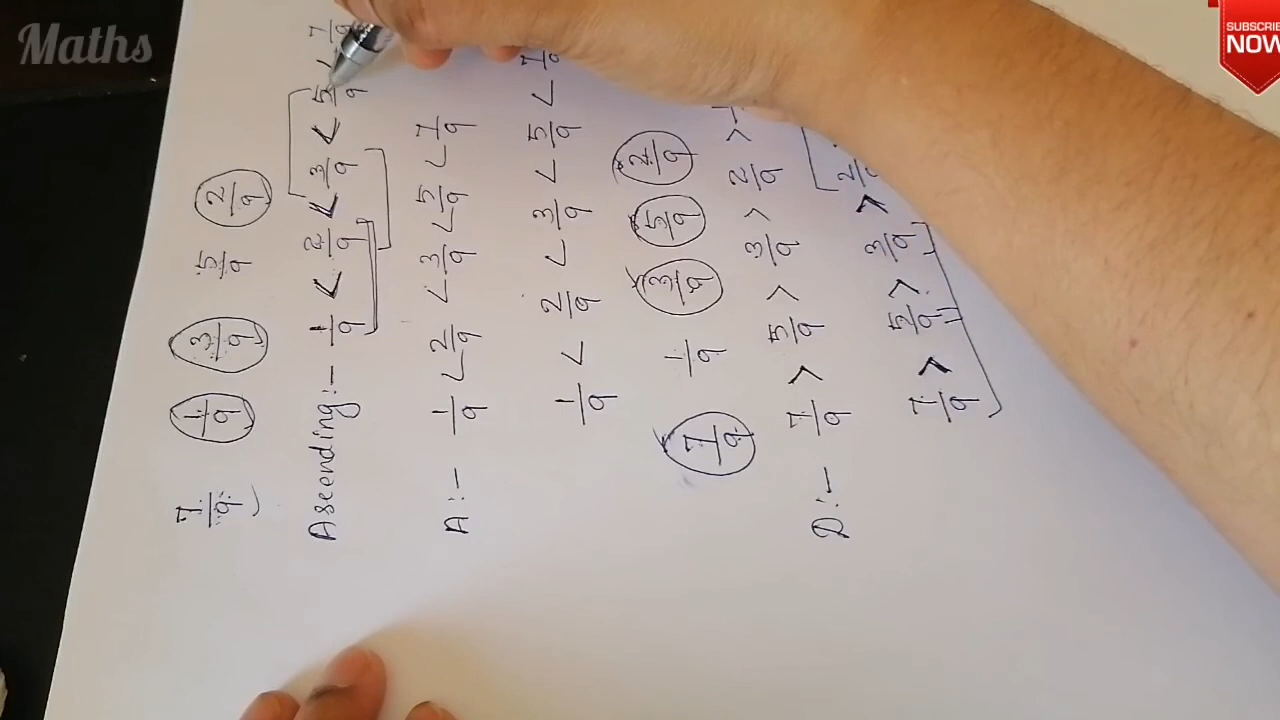 Maths
SUBSCRIBE
NOW
7/9 1/9 3/9 5/9 2/9
Ascending:- 1/9 < 2/9 < 3/9 < 5/9 < 7/9
A:- 1/9 < 2/9 < 3/9 < 5/9 < 7/9
1/9 < 2/9 < 3/9 < 5/9 < 7/9
7/9 1/9 3/9 5/9 2/9
D:- 7/9 > 5/9 > 3/9 > 2/9 >
7/9 > 5/9 > 3/9 > 2/9